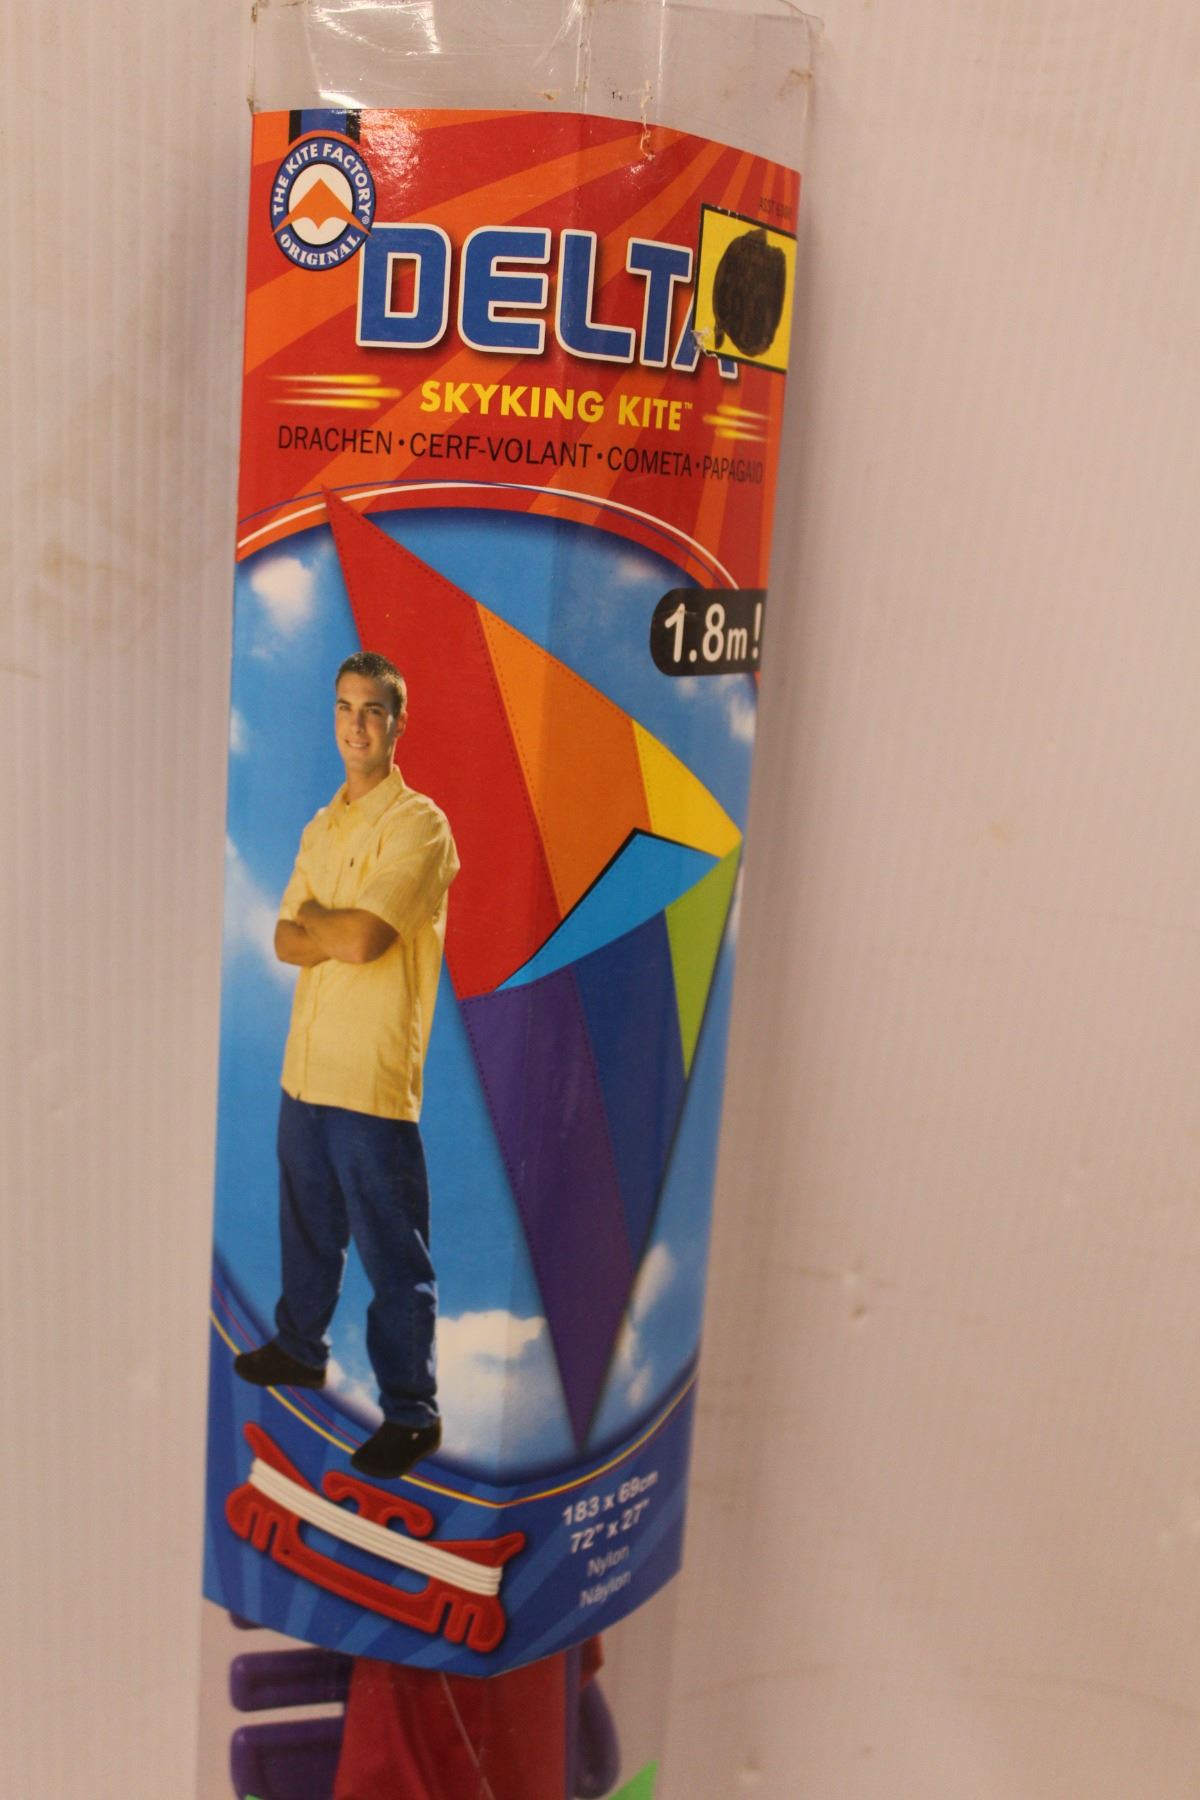 THE KITE FACTORY®
ORIGINAL
DELTA
SKYKING KITE™
DRACHEN • CERF-VOLANT • COMETA • PAPAGAIO
1.8m!
183 x 69cm
72" x 27"
Nylon
Náylon